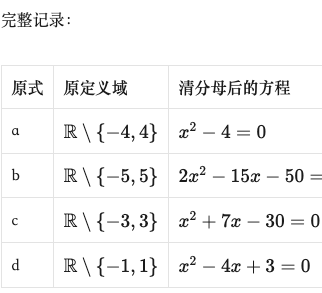 完整记录：
原式 原定义域 清分母后的方程
a ℝ \ {−4, 4} x² − 4 = 0
b ℝ \ {−5, 5} 2x² − 15x − 50 =
c ℝ \ {−3, 3} x² + 7x − 30 = 0
d ℝ \ {−1, 1} x² − 4x + 3 = 0